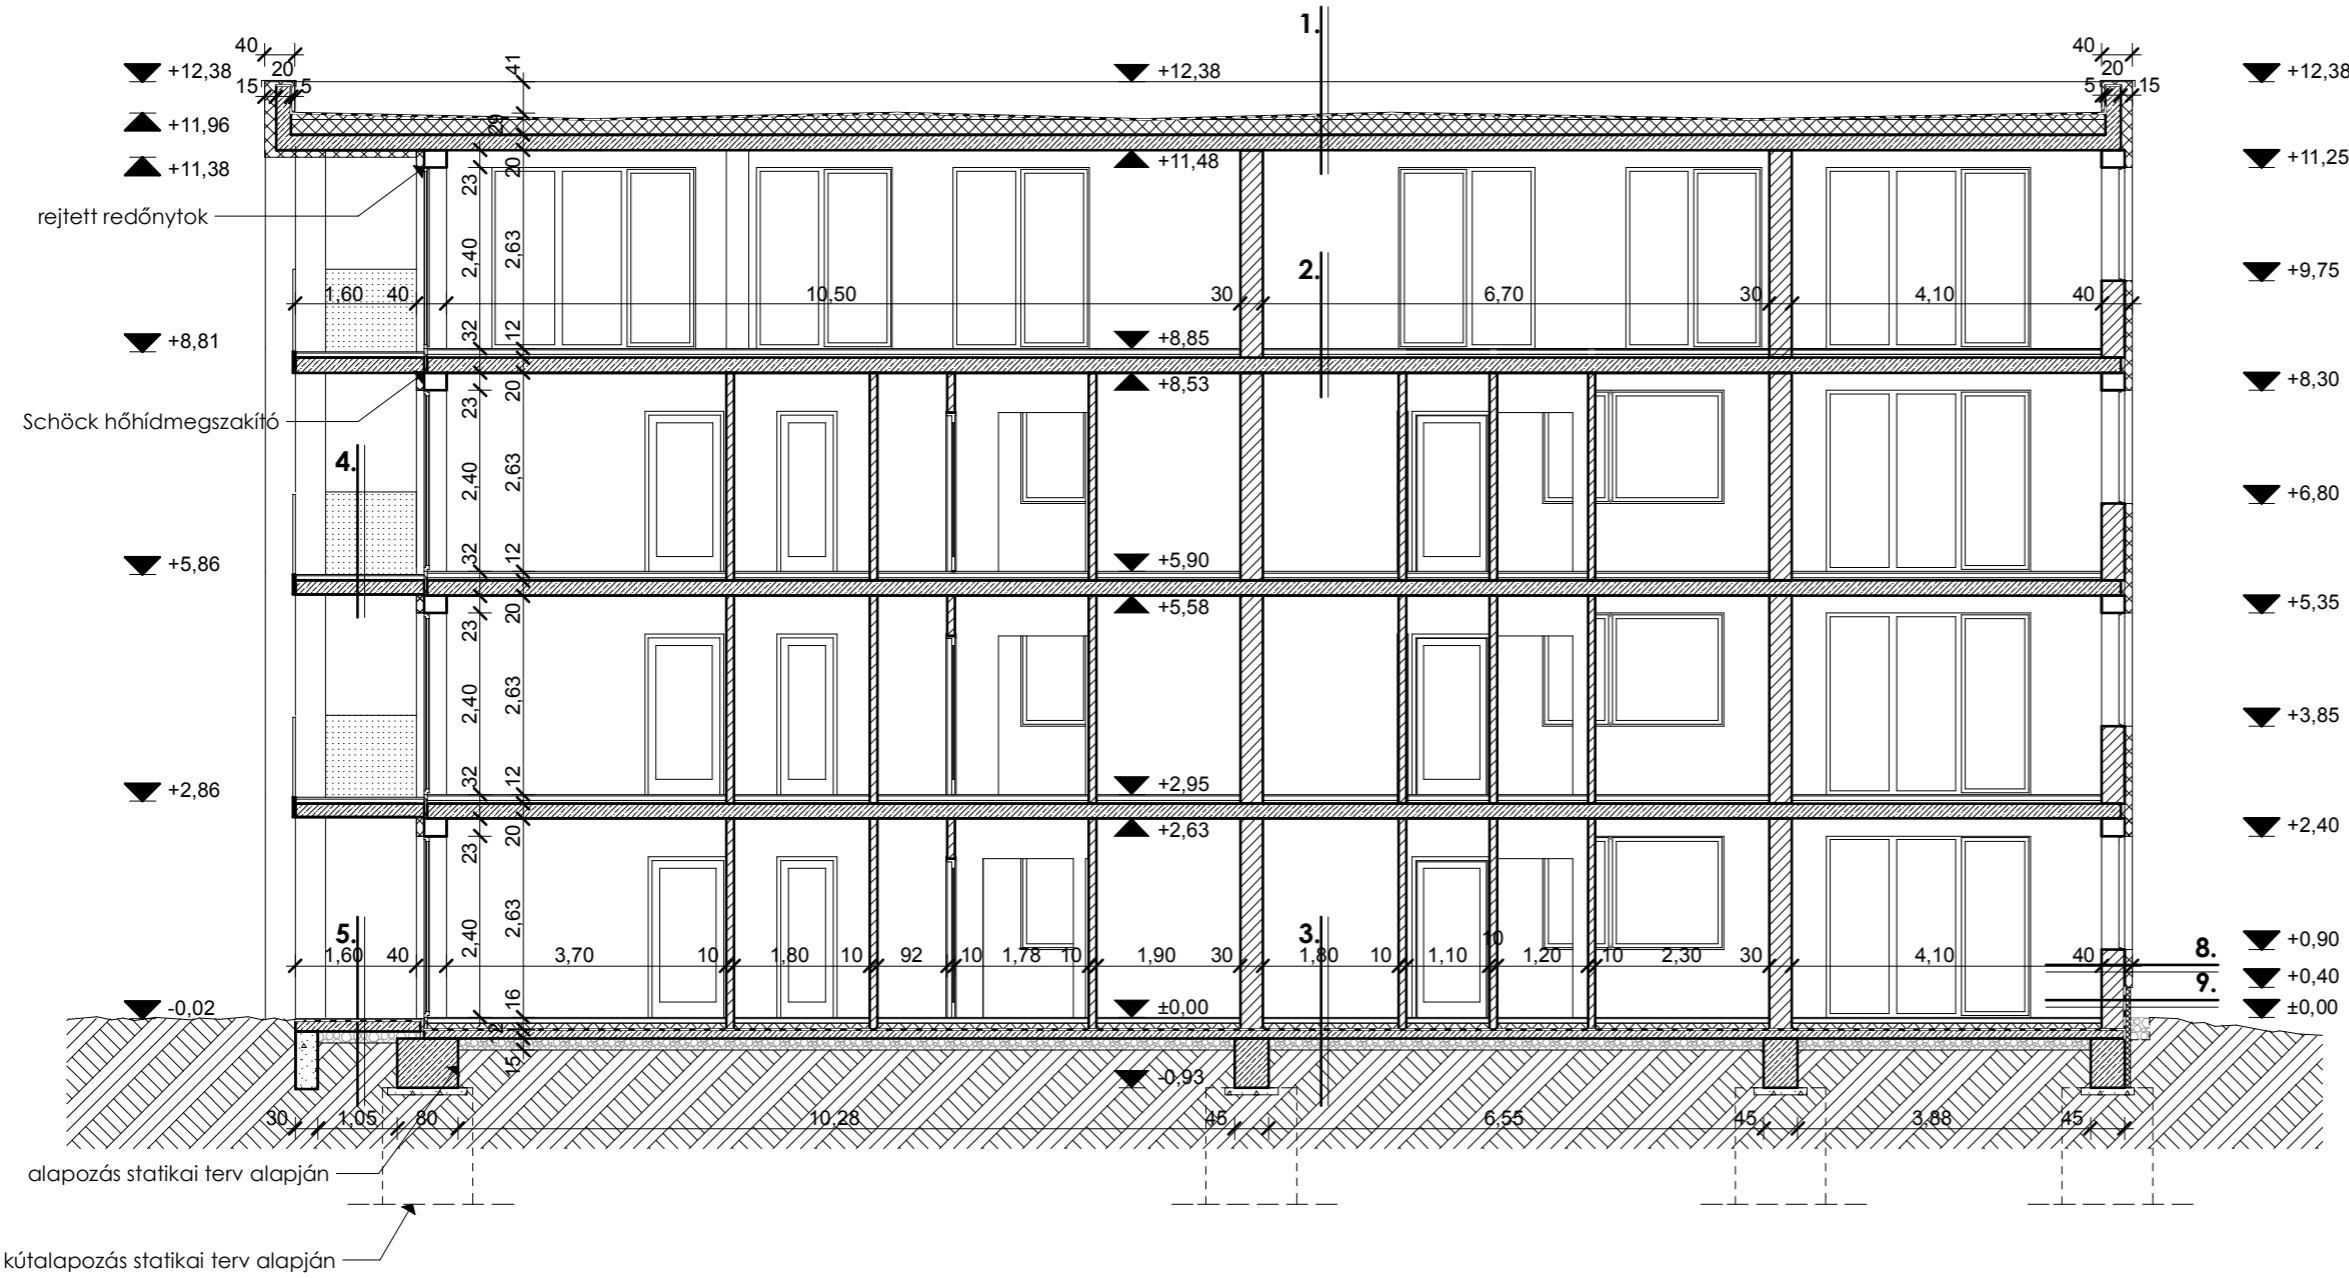 1.
40 40
+12,38 20 41 +12,38 20 +12,38
15 5 5 15
+11,96 29
+11,38 23 20 +11,48 +11,25
rejtett redőnytok
2,40 2,63 2. +9,75
1,60 40 10,50 30 6,70 30 4,10 40
+8,81 32 12 +8,85
23 20 +8,53 +8,30
Schöck hőhídmegszakító
4. 2,40 2,63 +6,80
+5,86 32 12 +5,90
23 20 +5,58 +5,35
2,40 2,63 +3,85
+2,86 32 12 +2,95
23 20 +2,63 +2,40
5. 2,40 2,63 3. 10 +0,90 8.
1,60 40 3,70 10 1,80 10 92 10 1,78 10 1,90 30 1,80 10 1,10 1,20 10 2,30 30 4,10 40
+0,40 9.
-0,02 16 ±0,00 ±0,00
15 -0,93
30 1,05 80 10,28 45 6,55 45 3,88 45
alapozás statikai terv alapján
kútalapozás statikai terv alapján